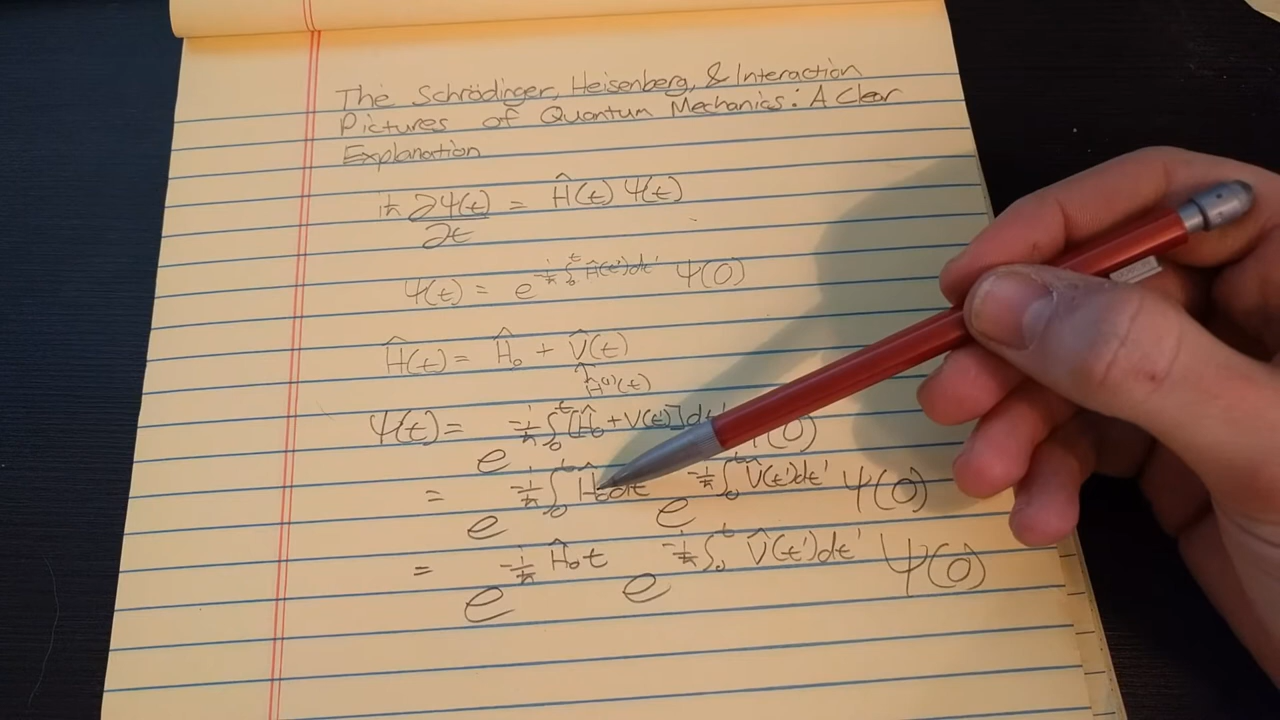 The Schrödinger, Heisenberg, & Interaction
Pictures of Quantum Mechanics: A Clear
Explanation
iħ ∂Ψ(t)/∂t = Ĥ(t) Ψ(t)
Ψ(t) = e^{-i/ħ ∫₀ᵗ Ĥ(t')dt'} Ψ(0)
Ĥ(t) = Ĥ₀ + V̂(t)
↑ Ĥ⁽¹⁾(t)
Ψ(t) = e^{-i/ħ ∫₀ᵗ [Ĥ₀ + V(t')]dt'} Ψ(0)
= e^{-i/ħ ∫₀ᵗ Ĥ₀dt'} e^{-i/ħ ∫₀ᵗ V̂(t')dt'} Ψ(0)
= e^{-i/ħ Ĥ₀t} e^{-i/ħ ∫₀ᵗ V̂(t')dt'} Ψ(0)